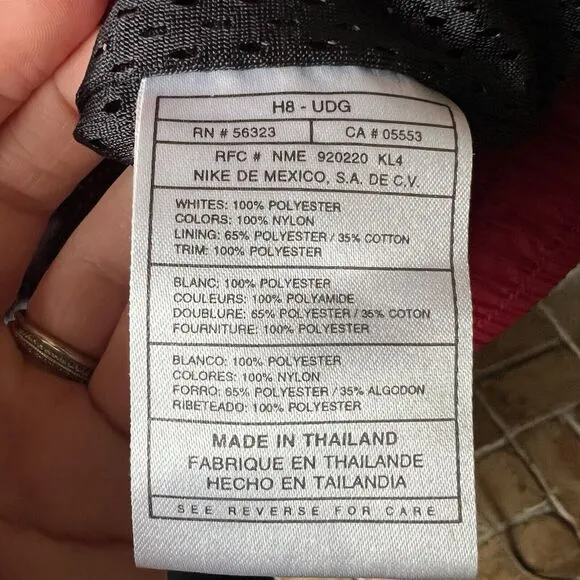 H8 - UDG
RN # 56323 CA # 05553
RFC # NME 920220 KL4
NIKE DE MEXICO, S.A. DE C.V.
WHITES: 100% POLYESTER
COLORS: 100% NYLON
LINING: 65% POLYESTER / 35% COTTON
TRIM: 100% POLYESTER
BLANC: 100% POLYESTER
COULEURS: 100% POLYAMIDE
DOUBLURE: 65% POLYESTER / 35% COTON
FOURNITURE: 100% POLYESTER
BLANCO: 100% POLYESTER
COLORES: 100% NYLON
FORRO: 65% POLYESTER / 35% ALGODON
RIBETEADO: 100% POLYESTER
MADE IN THAILAND
FABRIQUE EN THAILANDE
HECHO EN TAILANDIA
SEE REVERSE FOR CARE